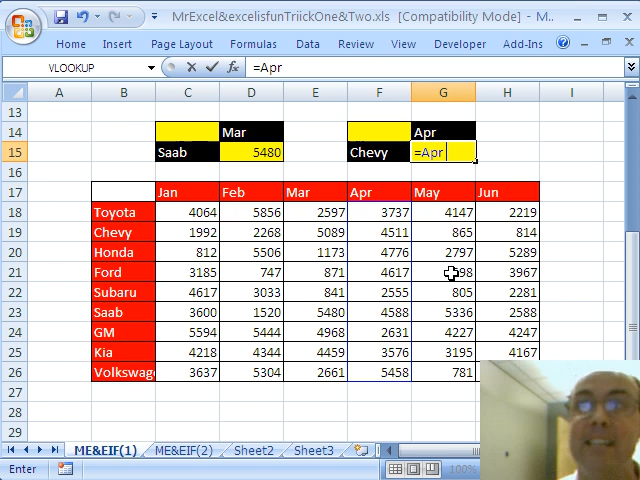 MrExcel&excelisfunTriickOne&Two.xls [Compatibility Mode] - M..
Home Insert Page Layout Formulas Data Review View Developer Add-Ins
VLOOKUP =Apr
A B C D E F G H I
13
14 Mar Apr
15 Saab 5480 Chevy =Apr
16
17 Jan Feb Mar Apr May Jun
18 Toyota 4064 5856 2597 3737 4147 2219
19 Chevy 1992 2268 5089 4511 865 814
20 Honda 812 5506 1173 4776 2797 5289
21 Ford 3185 747 871 4617 98 3967
22 Subaru 4617 3033 841 2555 805 2281
23 Saab 3600 1520 5480 4588 5336 2588
24 GM 5594 5444 4968 2631 4227 4247
25 Kia 4218 4344 4459 3576 3195 4167
26 Volkswage 3637 5304 2661 5458 781
27
28
29
ME&EIF(1) ME&EIF(2) Sheet2 Sheet3
Enter 100%